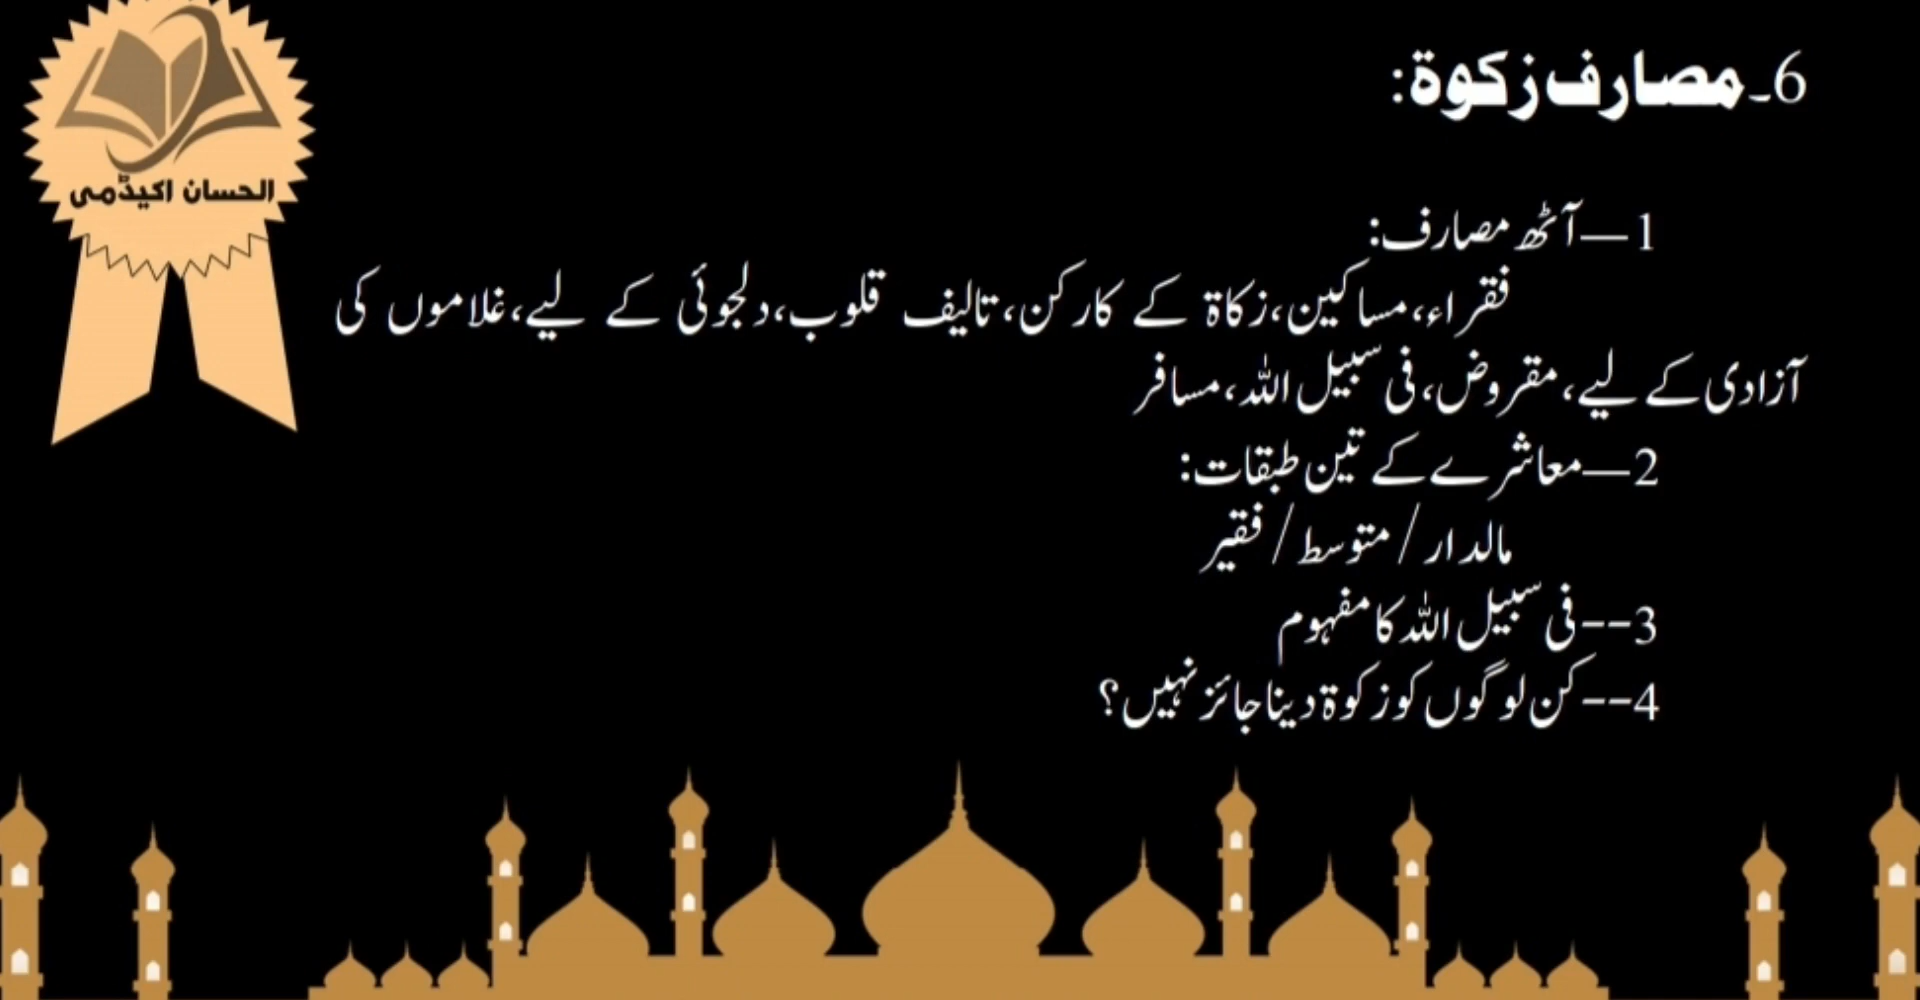 6۔مصارف زکوۃ:
الحسان اکیڈمی
1—آٹھ مصارف:
فقراء،مساکین،زکاۃ کے کارکن،تالیف قلوب،دلجوئی کے لیے،غلاموں کی
آزادی کے لیے،مقروض،فی سبیل اللہ،مسافر
2—معاشرے کے تین طبقات:
مالدار/متوسط/فقیر
3--فی سبیل اللہ کا مفہوم
4--کن لوگوں کو زکوۃ دینا جائز نہیں؟